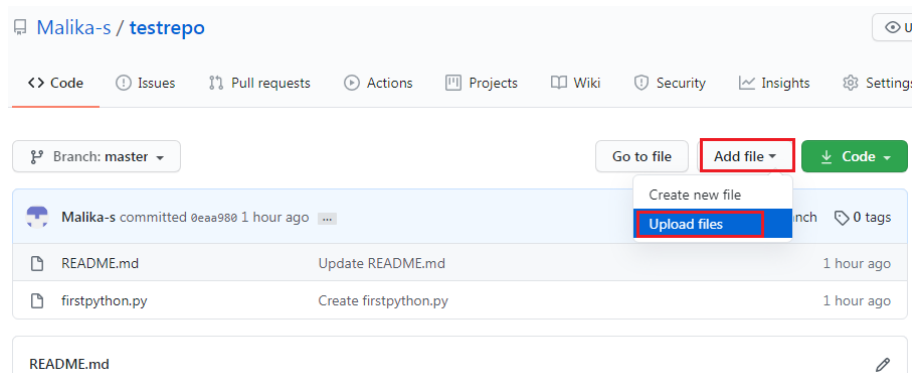 Malika-s / testrepo
Code Issues Pull requests Actions Projects Wiki Security Insights Settings
Branch: master Go to file Add file Code
Create new file
Malika-s committed 0eaa980 1 hour ago ... 0 tags
Upload files
README.md Update README.md 1 hour ago
firstpython.py Create firstpython.py 1 hour ago
README.md